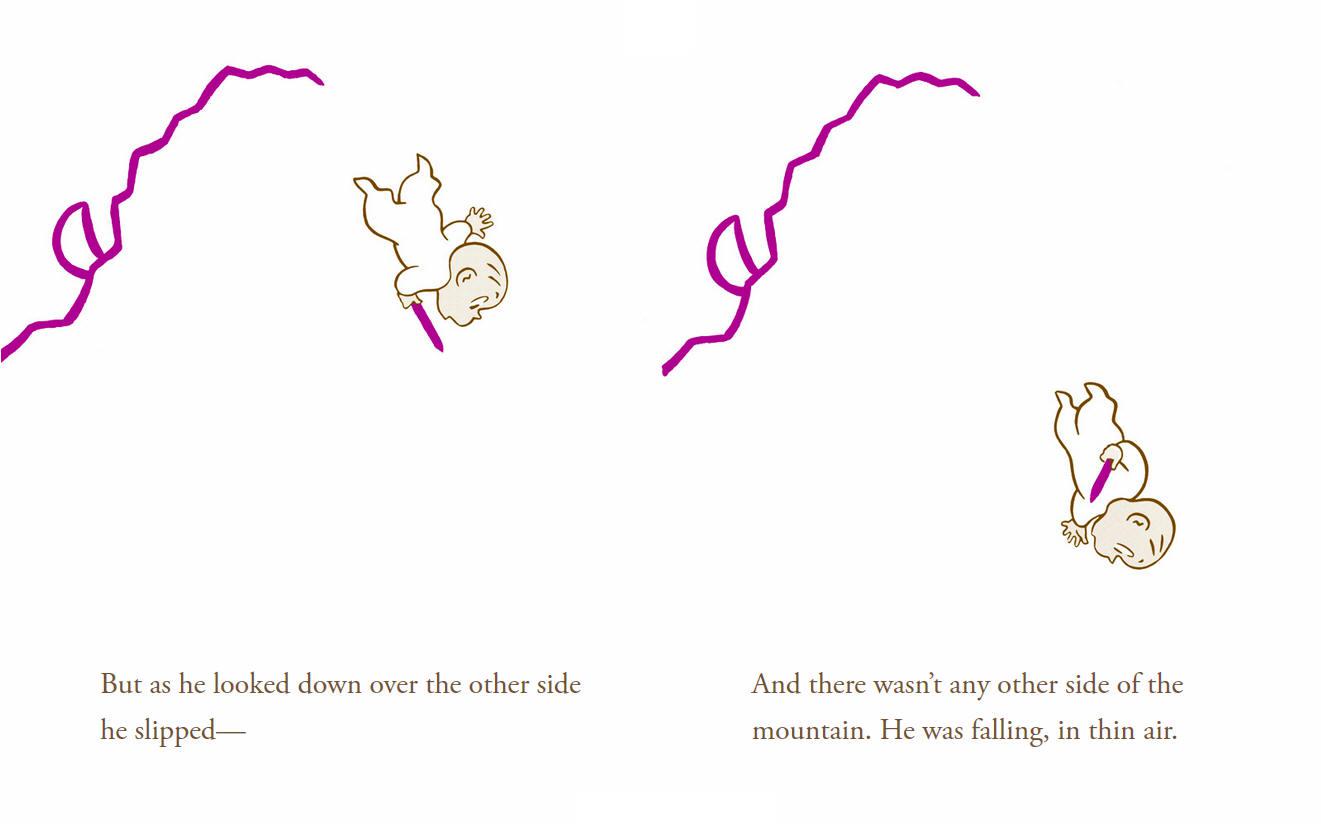 But as he looked down over the other side
he slipped—
And there wasn’t any other side of the
mountain. He was falling, in thin air.